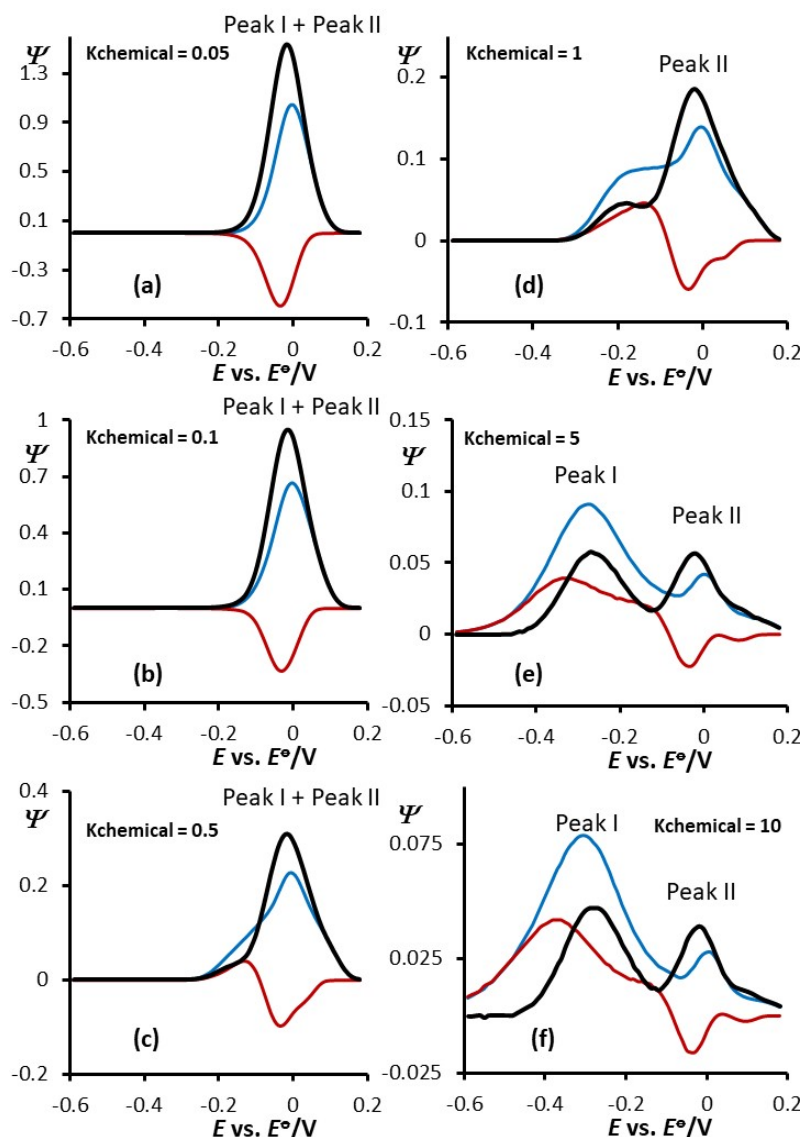 Peak I + Peak II
Ψ
Kchemical = 0.05
1.3
0.9
0.5
0.1
-0.3
-0.7
(a)
-0.6
-0.4
-0.2
0
0.2
E vs. E⦵/V
Peak I + Peak II
Ψ
Kchemical = 0.1
1
0.7
0.4
0.1
-0.2
-0.5
(b)
-0.6
-0.4
-0.2
0
0.2
E vs. E⦵/V
Peak I + Peak II
Ψ
Kchemical = 0.5
0.4
0.2
0
-0.2
(c)
-0.6
-0.4
-0.2
0
0.2
E vs. E⦵/V
Ψ
Kchemical = 1
Peak II
0.2
0.1
0
-0.1
(d)
-0.6
-0.4
-0.2
0
0.2
E vs. E⦵/V
Ψ
Kchemical = 5
Peak I
Peak II
0.15
0.1
0.05
0
-0.05
(e)
-0.6
-0.4
-0.2
0
0.2
E vs. E⦵/V
Ψ
Peak I
Kchemical = 10
Peak II
0.075
0.025
-0.025
(f)
-0.6
-0.4
-0.2
0
0.2
E vs. E⦵/V